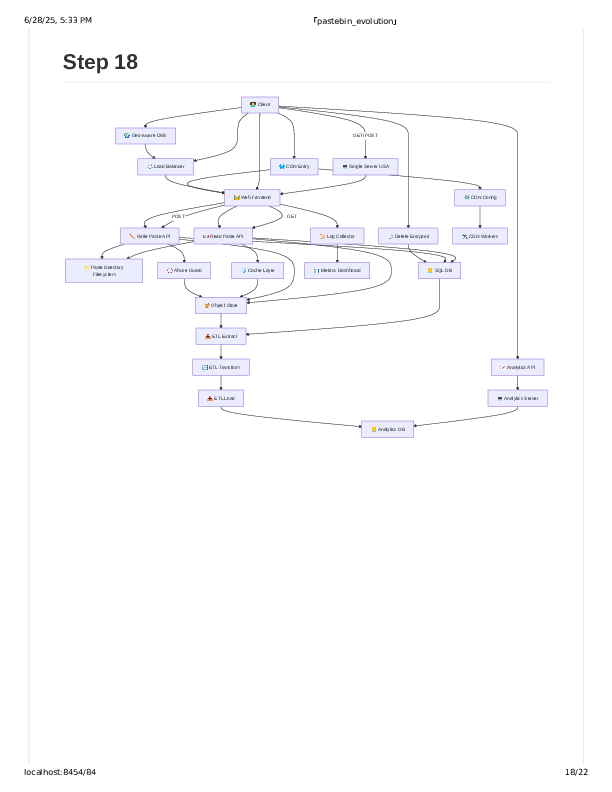 6/28/25, 5:33 PM
「pastebin_evolution」
Step 18
Client
Geo-aware DNS
GET/POST
Load Balancer
CDN Entry
Single Server USA
Web Frontend
CDN Config
POST
GET
Write Paste API
Read Paste API
Log Collector
Delete Endpoint
CDN Workers
Paste Directory
Filesystem
Abuse Guard
Cache Layer
Metrics Dashboard
SQL DB
Object Store
ETL Extract
ETL Transform
Analytics API
ETL Load
Analytics Server
Analytics DB
localhost:8454/84
18/22